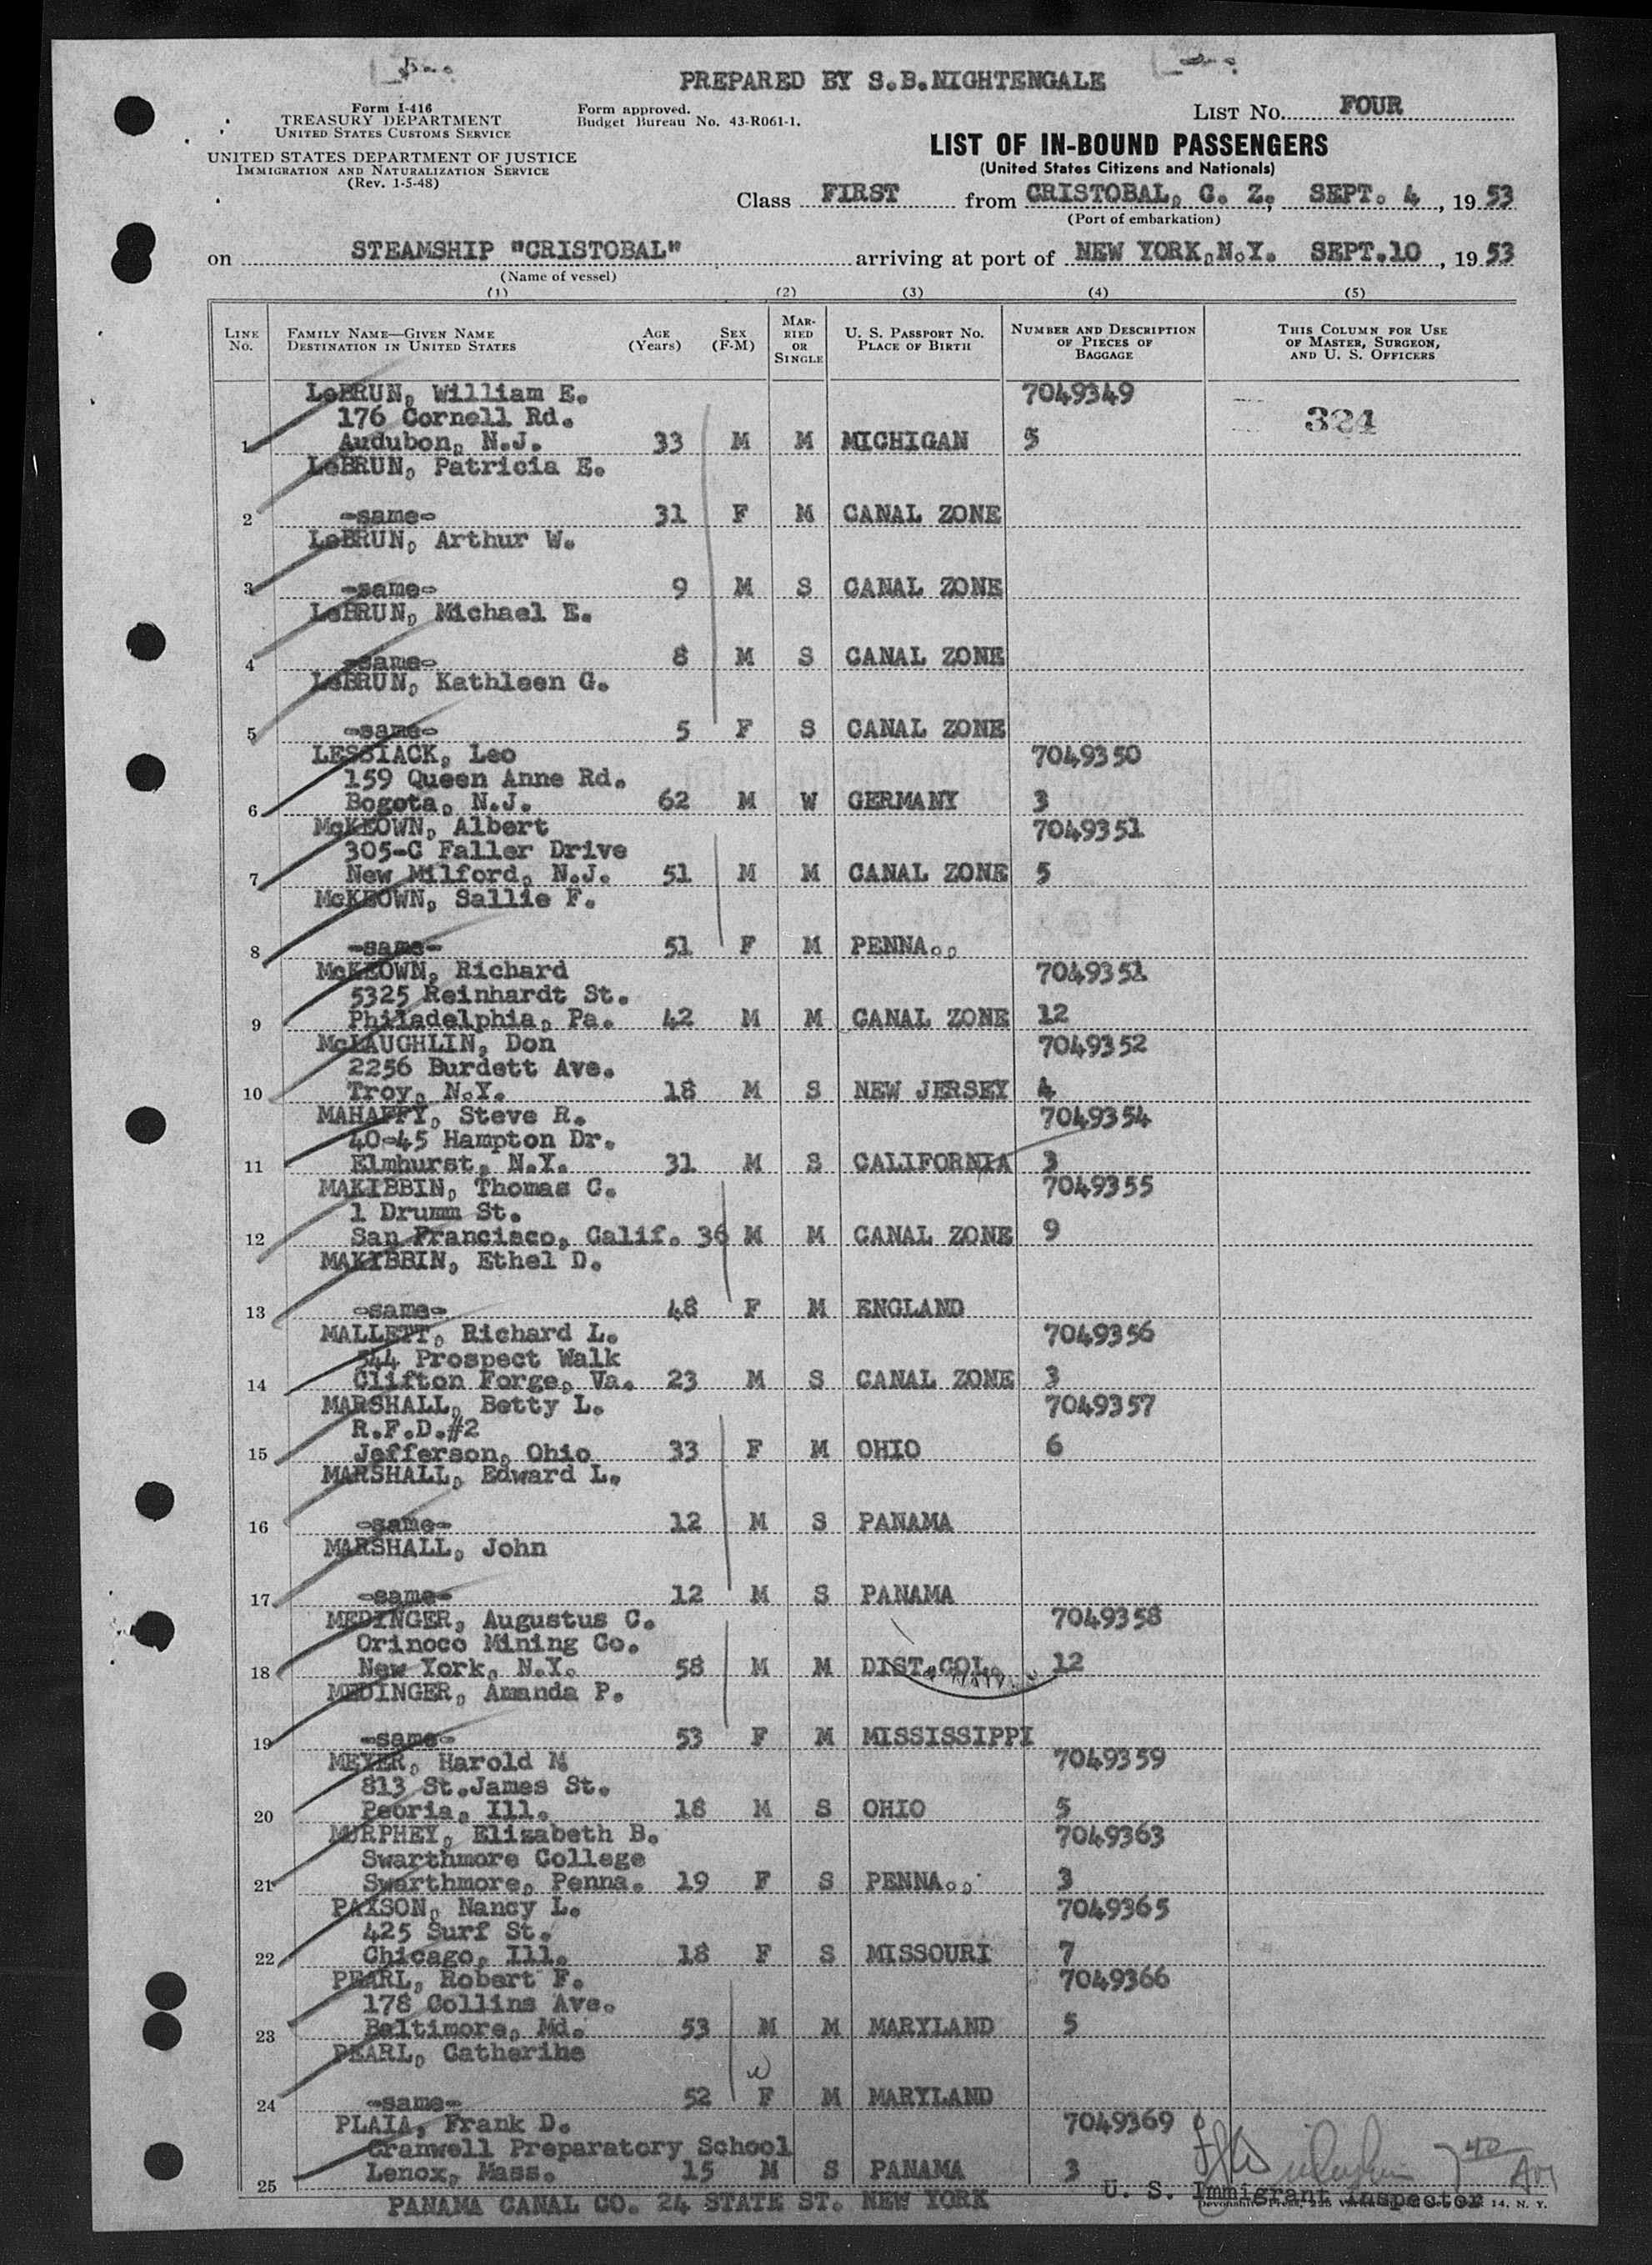 PREPARED BY S.B.NIGHTENGALE
Form I-416
TREASURY DEPARTMENT
UNITED STATES CUSTOMS SERVICE
UNITED STATES DEPARTMENT OF JUSTICE
IMMIGRATION AND NATURALIZATION SERVICE
(Rev. 1-5-48)
Form approved.
Budget Bureau No. 43-R061-1.
LIST NO. FOUR
LIST OF IN-BOUND PASSENGERS
(United States Citizens and Nationals)
Class FIRST from CRISTOBAL, C. Z, SEPT. 4, 1953
(Port of embarkation)
on STEAMSHIP "CRISTOBAL" arriving at port of NEW YORK,N.Y. SEPT.10, 1953
(Name of vessel)
(1) (2) (3) (4) (5)
LINE NO. FAMILY NAME—GIVEN NAME DESTINATION IN UNITED STATES AGE (Years) SEX (F-M) MARRIED OR SINGLE U. S. PASSPORT NO. PLACE OF BIRTH NUMBER AND DESCRIPTION OF PIECES OF BAGGAGE THIS COLUMN FOR USE OF MASTER, SURGEON, AND U. S. OFFICERS
LeBRUN, William E. 7049349
176 Cornell Rd. 324
1 Audubon, N.J. 33 M M MICHIGAN 5
LeBRUN, Patricia E.
2 -same- 31 F M CANAL ZONE
LeBRUN, Arthur W.
3 -same- 9 M S CANAL ZONE
LeBRUN, Michael E.
4 -same- 8 M S CANAL ZONE
LeBRUN, Kathleen G.
5 -same- 5 F S CANAL ZONE
LESSIACK, Leo 7049350
159 Queen Anne Rd.
6 Bogota, N.J. 62 M W GERMANY 3
McKEOWN, Albert 7049351
305-C Faller Drive
7 New Milford, N.J. 51 M M CANAL ZONE 5
McKEOWN, Sallie F.
8 -same- 51 F M PENNA.,
McKEOWN, Richard 7049351
5325 Reinhardt St.
9 Philadelphia, Pa. 42 M M CANAL ZONE 12
McLAUGHLIN, Don 7049352
2256 Burdett Ave.
10 Troy, N.Y. 18 M S NEW JERSEY 4
MAHAFFY, Steve R. 7049354
40-45 Hampton Dr.
11 Elmhurst, N.Y. 31 M S CALIFORNIA 3
MAKIBBIN, Thomas C. 7049355
1 Drumm St.
12 San Francisco, Calif. 36 M M CANAL ZONE 9
MAKIBBIN, Ethel D.
13 -same- 48 F M ENGLAND
MALLETT, Richard L. 7049356
544 Prospect Walk
14 Clifton Forge, Va. 23 M S CANAL ZONE 3
MARSHALL, Betty L. 7049357
R.F.D.#2
15 Jefferson, Ohio 33 F M OHIO 6
MARSHALL, Edward L.
16 -same- 12 M S PANAMA
MARSHALL, John
17 -same- 12 M S PANAMA
MEDINGER, Augustus C. 7049358
Orinoco Mining Co.
18 New York, N.Y. 58 M M DIST.COL. 12
MEDINGER, Amanda P.
19 -same- 53 F M MISSISSIPPI
MEYER, Harold M. 7049359
813 St.James St.
20 Peoria, Ill. 18 M S OHIO 5
MURPHEY, Elizabeth B. 7049363
Swarthmore College
21 Swarthmore, Penna. 19 F S PENNA., 3
PAXSON, Nancy L. 7049365
425 Surf St.
22 Chicago, Ill. 18 F S MISSOURI 7
PEARL, Robert F. 7049366
178 Collins Ave.
23 Baltimore, Md. 53 M M MARYLAND 5
PEARL, Catherine
24 -same- 52 F M MARYLAND
PLAIA, Frank D. 7049369
Cranwell Preparatory School
25 Lenox, Mass. 15 M S PANAMA 3
U. S. Immigrant Inspector
PANAMA CANAL CO. 24 STATE ST. NEW YORK
14, N. Y.